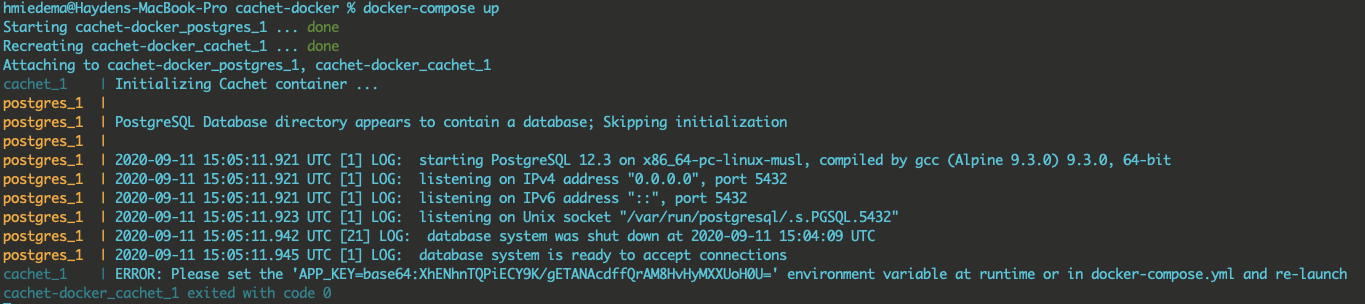 hmiedema@Haydens-MacBook-Pro cachet-docker % docker-compose up
Starting cachet-docker_postgres_1 ... done
Recreating cachet-docker_cachet_1 ... done
Attaching to cachet-docker_postgres_1, cachet-docker_cachet_1
cachet_1    | Initializing Cachet container ...
postgres_1  |
postgres_1  | PostgreSQL Database directory appears to contain a database; Skipping initialization
postgres_1  |
postgres_1  | 2020-09-11 15:05:11.921 UTC [1] LOG:  starting PostgreSQL 12.3 on x86_64-pc-linux-musl, compiled by gcc (Alpine 9.3.0) 9.3.0, 64-bit
postgres_1  | 2020-09-11 15:05:11.921 UTC [1] LOG:  listening on IPv4 address "0.0.0.0", port 5432
postgres_1  | 2020-09-11 15:05:11.921 UTC [1] LOG:  listening on IPv6 address "::", port 5432
postgres_1  | 2020-09-11 15:05:11.923 UTC [1] LOG:  listening on Unix socket "/var/run/postgresql/.s.PGSQL.5432"
postgres_1  | 2020-09-11 15:05:11.942 UTC [21] LOG:  database system was shut down at 2020-09-11 15:04:09 UTC
postgres_1  | 2020-09-11 15:05:11.945 UTC [1] LOG:  database system is ready to accept connections
cachet_1    | ERROR: Please set the 'APP_KEY=base64:XhENhnTQPiECY9K/gETANAcdffQrAM8HvHyMXXUoH0U=' environment variable at runtime or in docker-compose.yml and re-launch
cachet-docker_cachet_1 exited with code 0